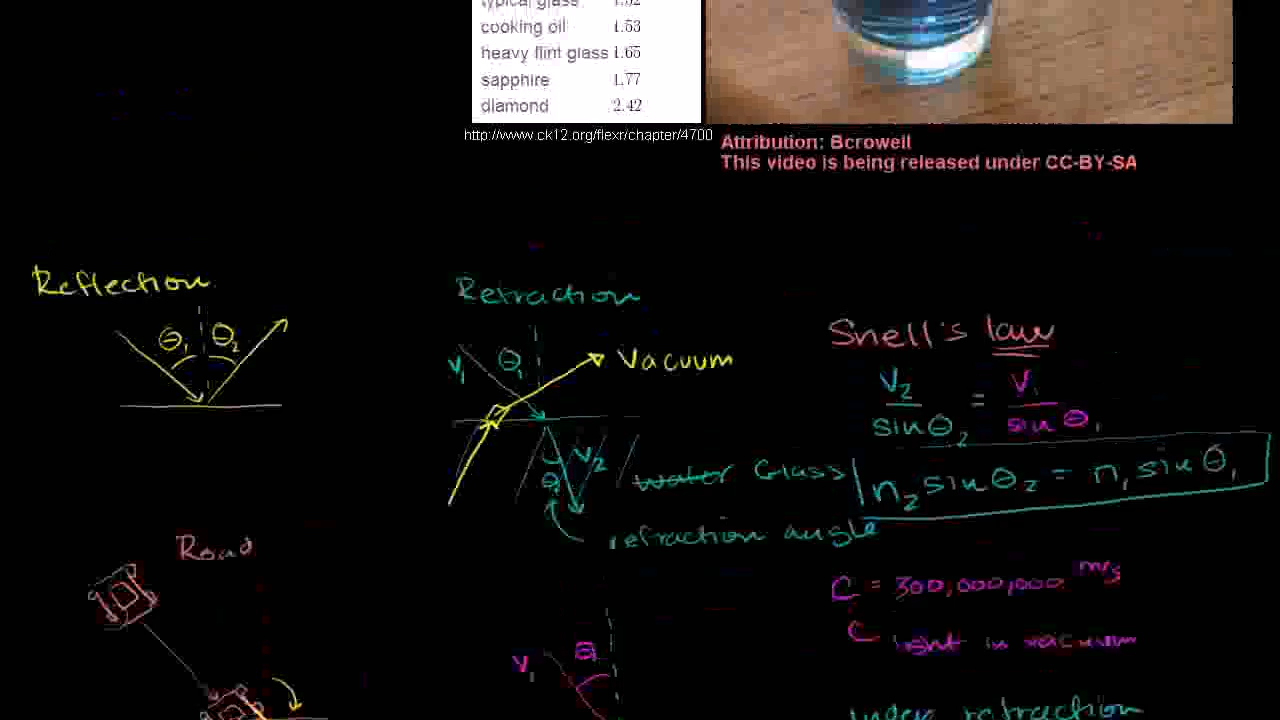 typical glass 1.52
cooking oil 1.53
heavy flint glass 1.65
sapphire 1.77
diamond 2.42
http://www.ck12.org/flexr/chapter/4700
Attribution: Bcrowell
This video is being released under CC-BY-SA
Reflection
θ₁ θ₂
Refraction
v₁ θ₁
Vacuum
θ₂ v₂
water Glass
refraction angle
Snell's law
v₂/sinθ₂ = v₁/sinθ₁
n₂ sinθ₂ = n₁ sinθ₁
C = 300,000,000 m/s
C light in vacuum
Road
v₁ θ₁
index refraction